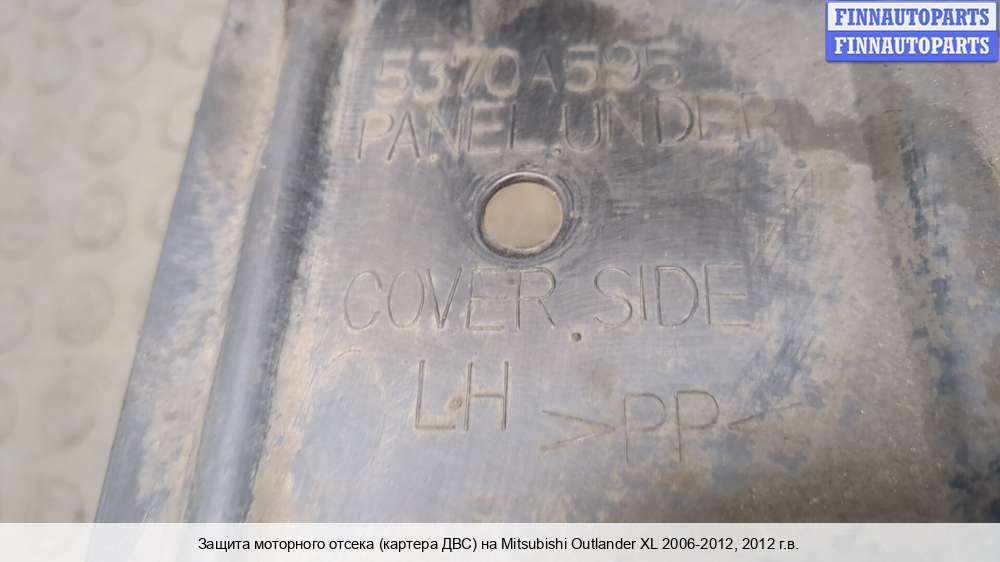 FINNAUTOPARTS
FINNAUTOPARTS
5370A595
PANEL.UNDER
COVER.SIDE
LH >PP<
Защита моторного отсека (картера ДВС) на Mitsubishi Outlander XL 2006-2012, 2012 г.в.